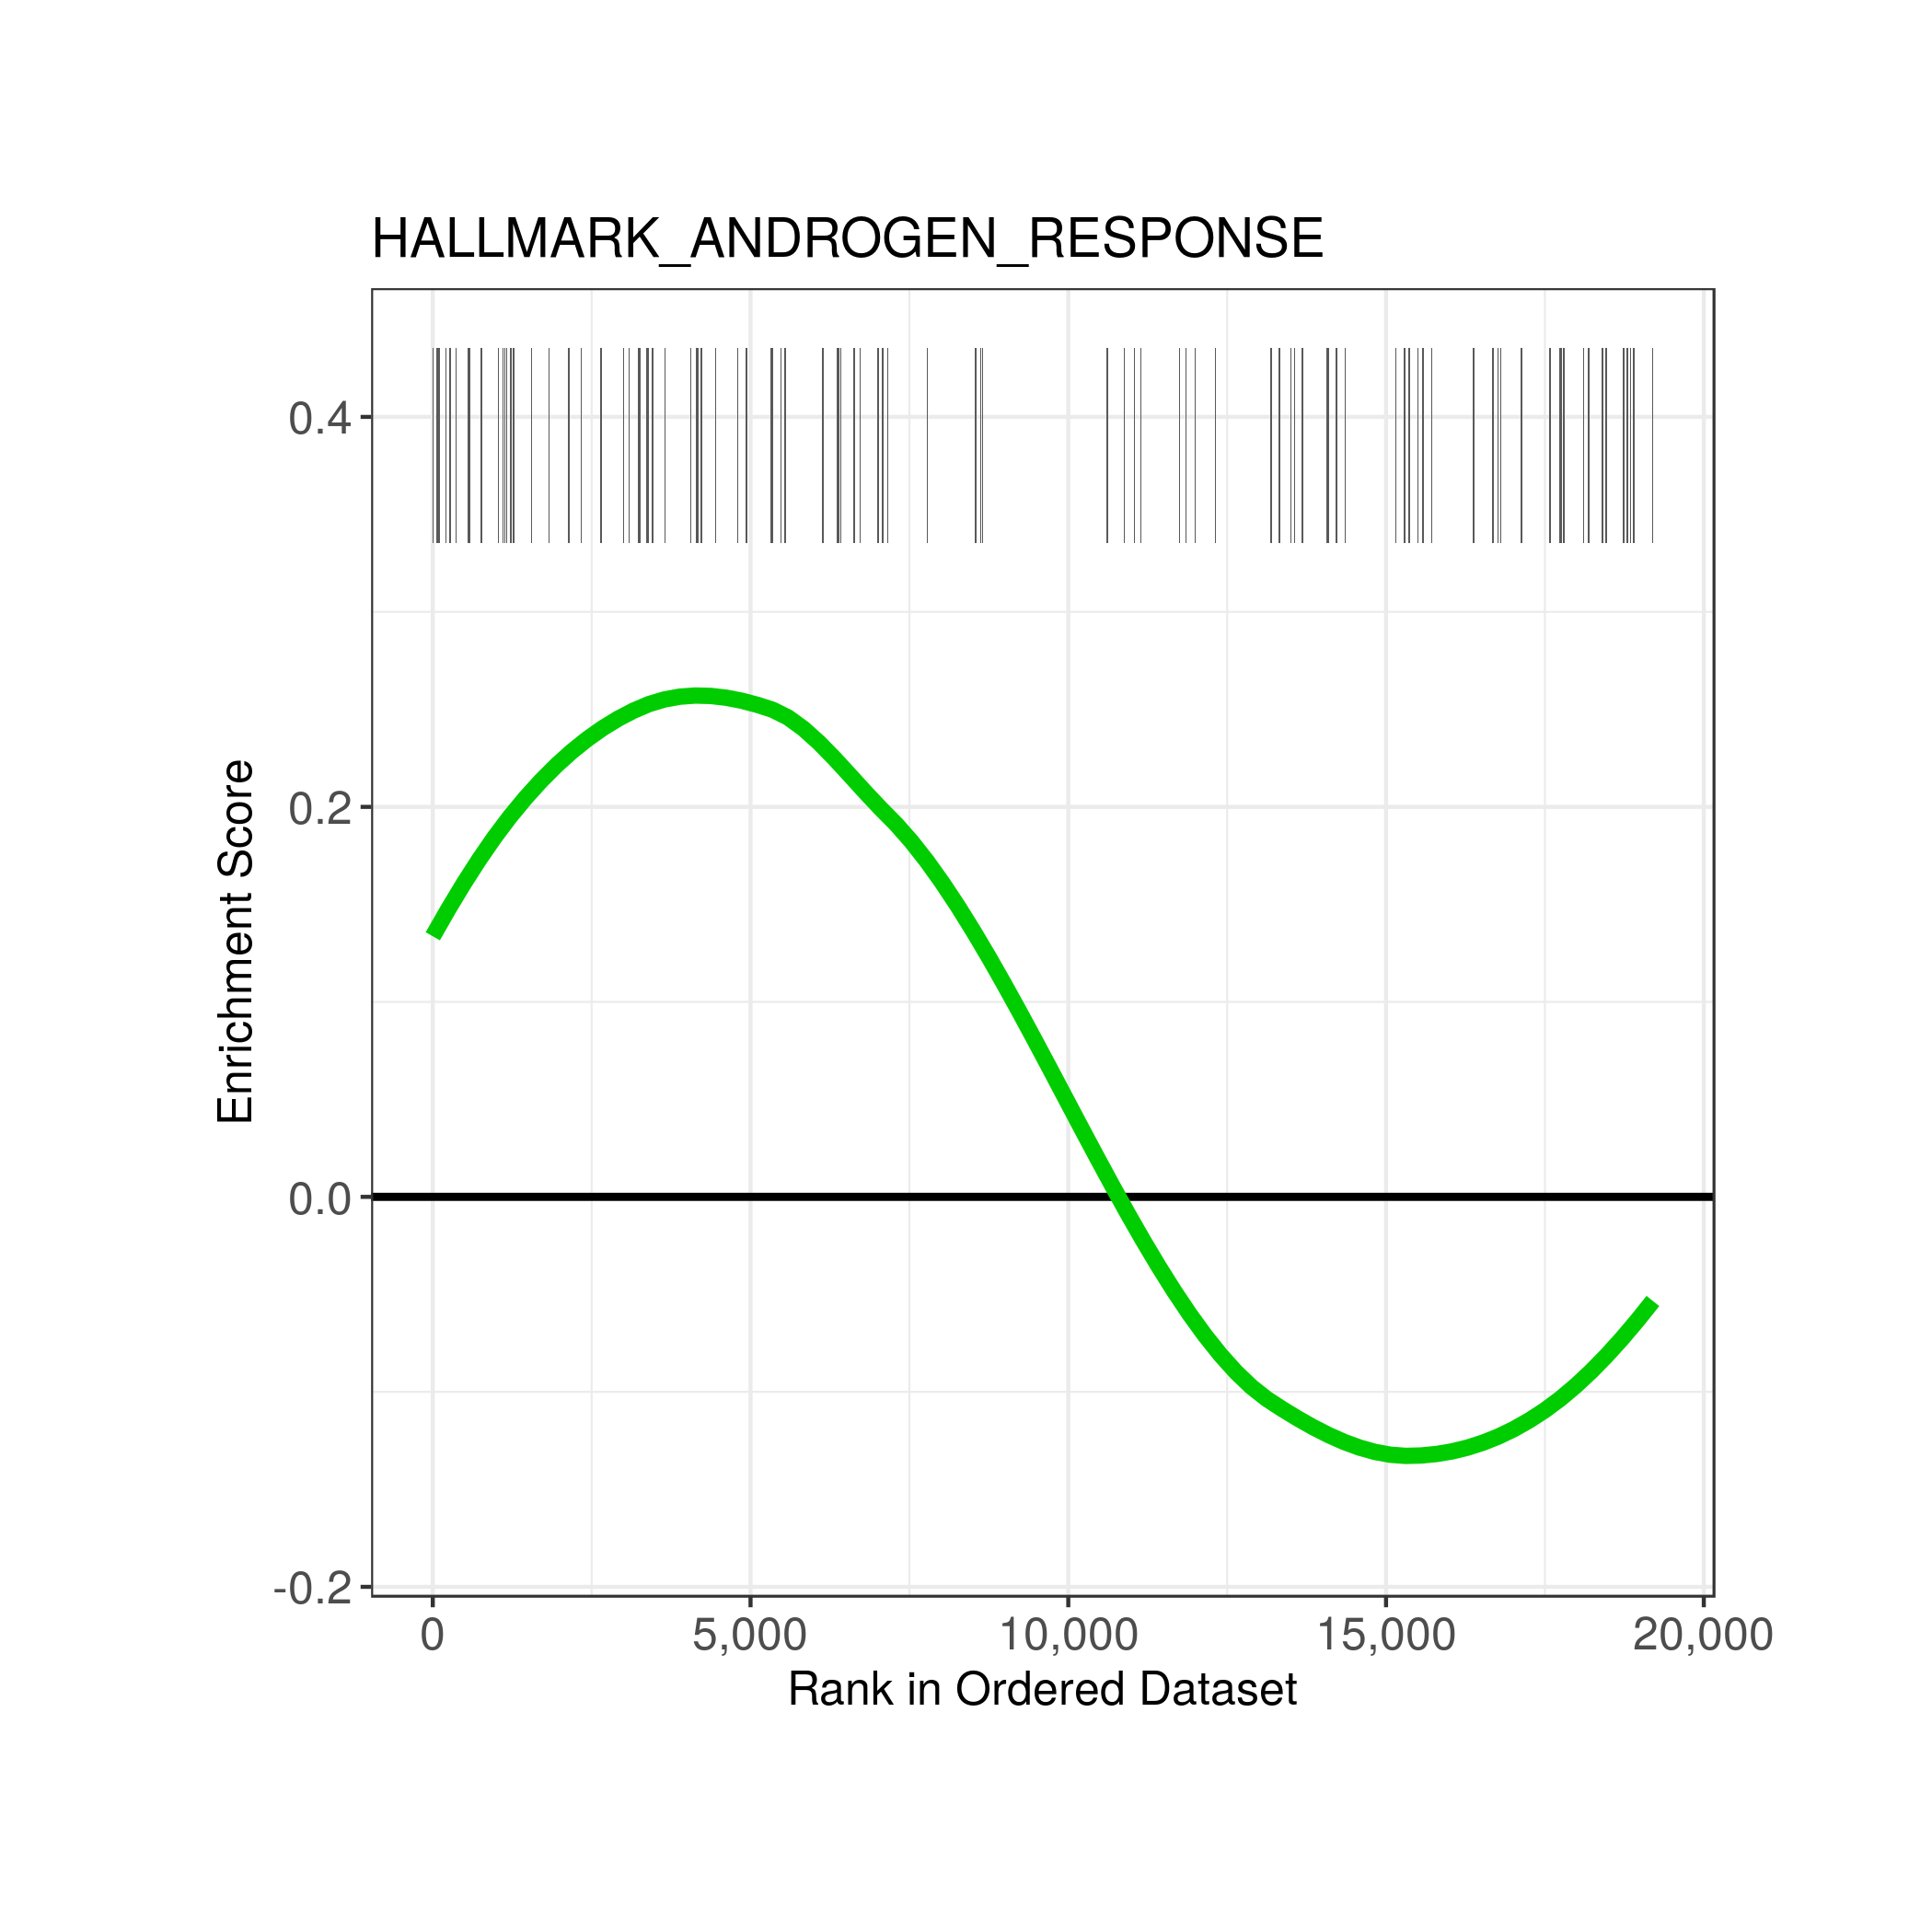 HALLMARK_ANDROGEN_RESPONSE
0.4
0.2
0.0
-0.2
Enrichment Score
0 5,000 10,000 15,000 20,000
Rank in Ordered Dataset